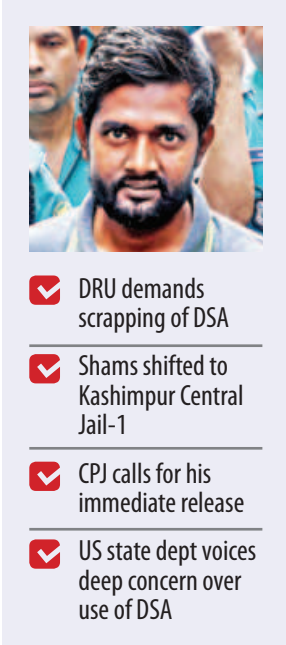 DRU demands
scrapping of DSA
Shams shifted to
Kashimpur Central
Jail-1
CPJ calls for his
immediate release
US state dept voices
deep concern over
use of DSA